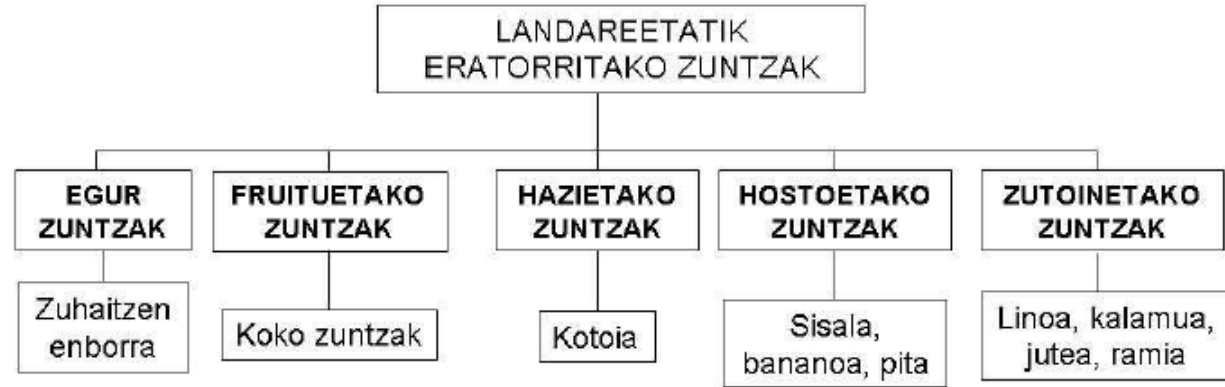 LANDAREETATIK
ERATORRITAKO ZUNTZAK
EGUR
ZUNTZAK
FRUITUETAKO
ZUNTZAK
HAZIETAKO
ZUNTZAK
HOSTOETAKO
ZUNTZAK
ZUTOINETAKO
ZUNTZAK
Zuhaitzen
enborra
Koko zuntzak
Kotoia
Sisala,
bananoa, pita
Linoa, kalamua,
jutea, ramia